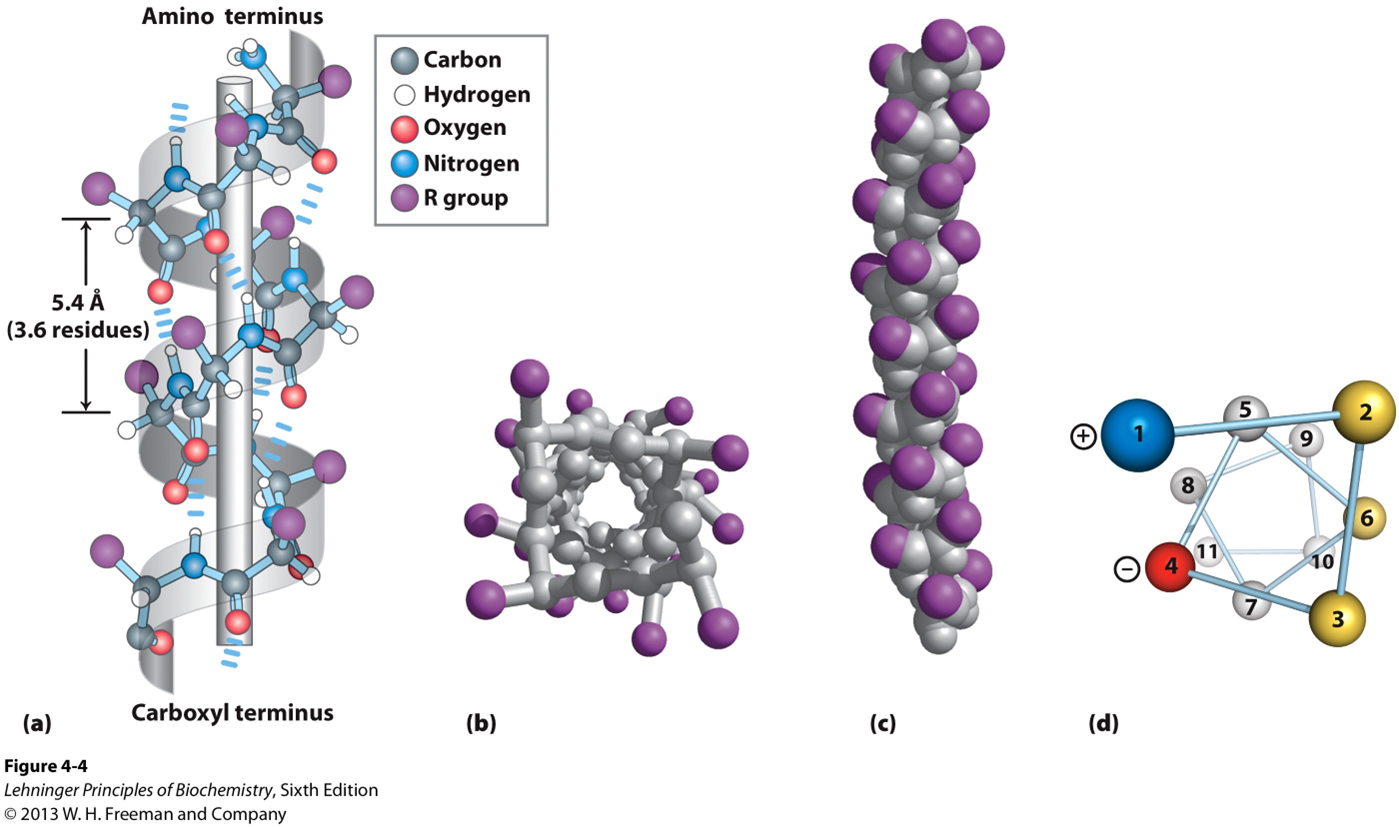 Amino terminus
Carbon
Hydrogen
Oxygen
Nitrogen
R group
5.4 Å
(3.6 residues)
Carboxyl terminus
+
1
5
2
9
8
6
−
4
11
10
7
3
(a)
(b)
(c)
(d)
Figure 4-4
Lehninger Principles of Biochemistry, Sixth Edition
© 2013 W. H. Freeman and Company